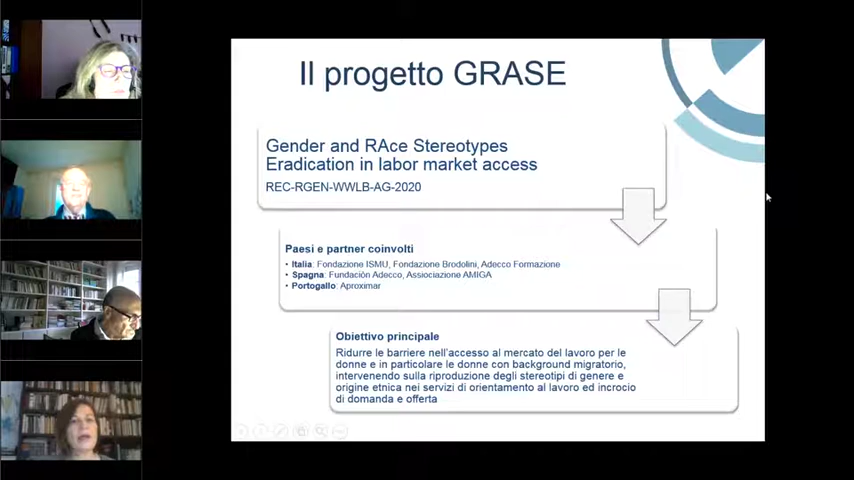 Il progetto GRASE
Gender and RAce Stereotypes
Eradication in labor market access
REC-RGEN-WWLB-AG-2020
Paesi e partner coinvolti
• Italia: Fondazione ISMU, Fondazione Brodolini, Adecco Formazione
• Spagna: Fundación Adecco, Assiociazione AMIGA
• Portogallo: Aproximar
Obiettivo principale
Ridurre le barriere nell'accesso al mercato del lavoro per le
donne e in particolare le donne con background migratorio,
intervenendo sulla riproduzione degli stereotipi di genere e
origine etnica nei servizi di orientamento al lavoro ed incrocio
di domanda e offerta